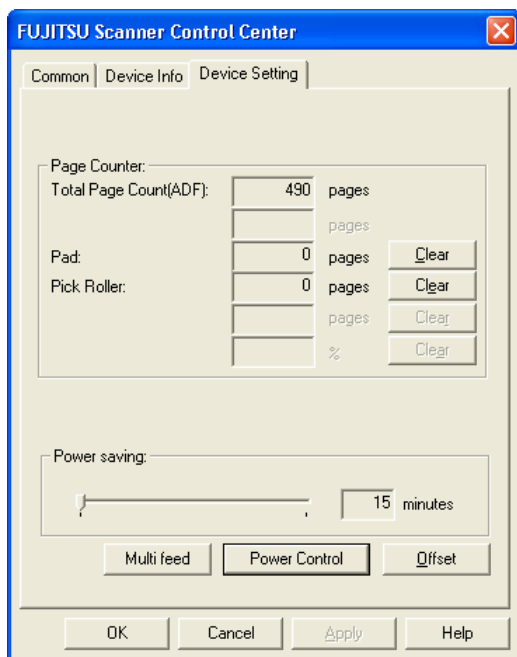 FUJITSU Scanner Control Center
Common Device Info Device Setting
Page Counter:
Total Page Count(ADF): 490 pages
pages
Pad: 0 pages Clear
Pick Roller: 0 pages Clear
pages Clear
% Clear
Power saving:
15 minutes
Multi feed Power Control Offset
OK Cancel Apply Help